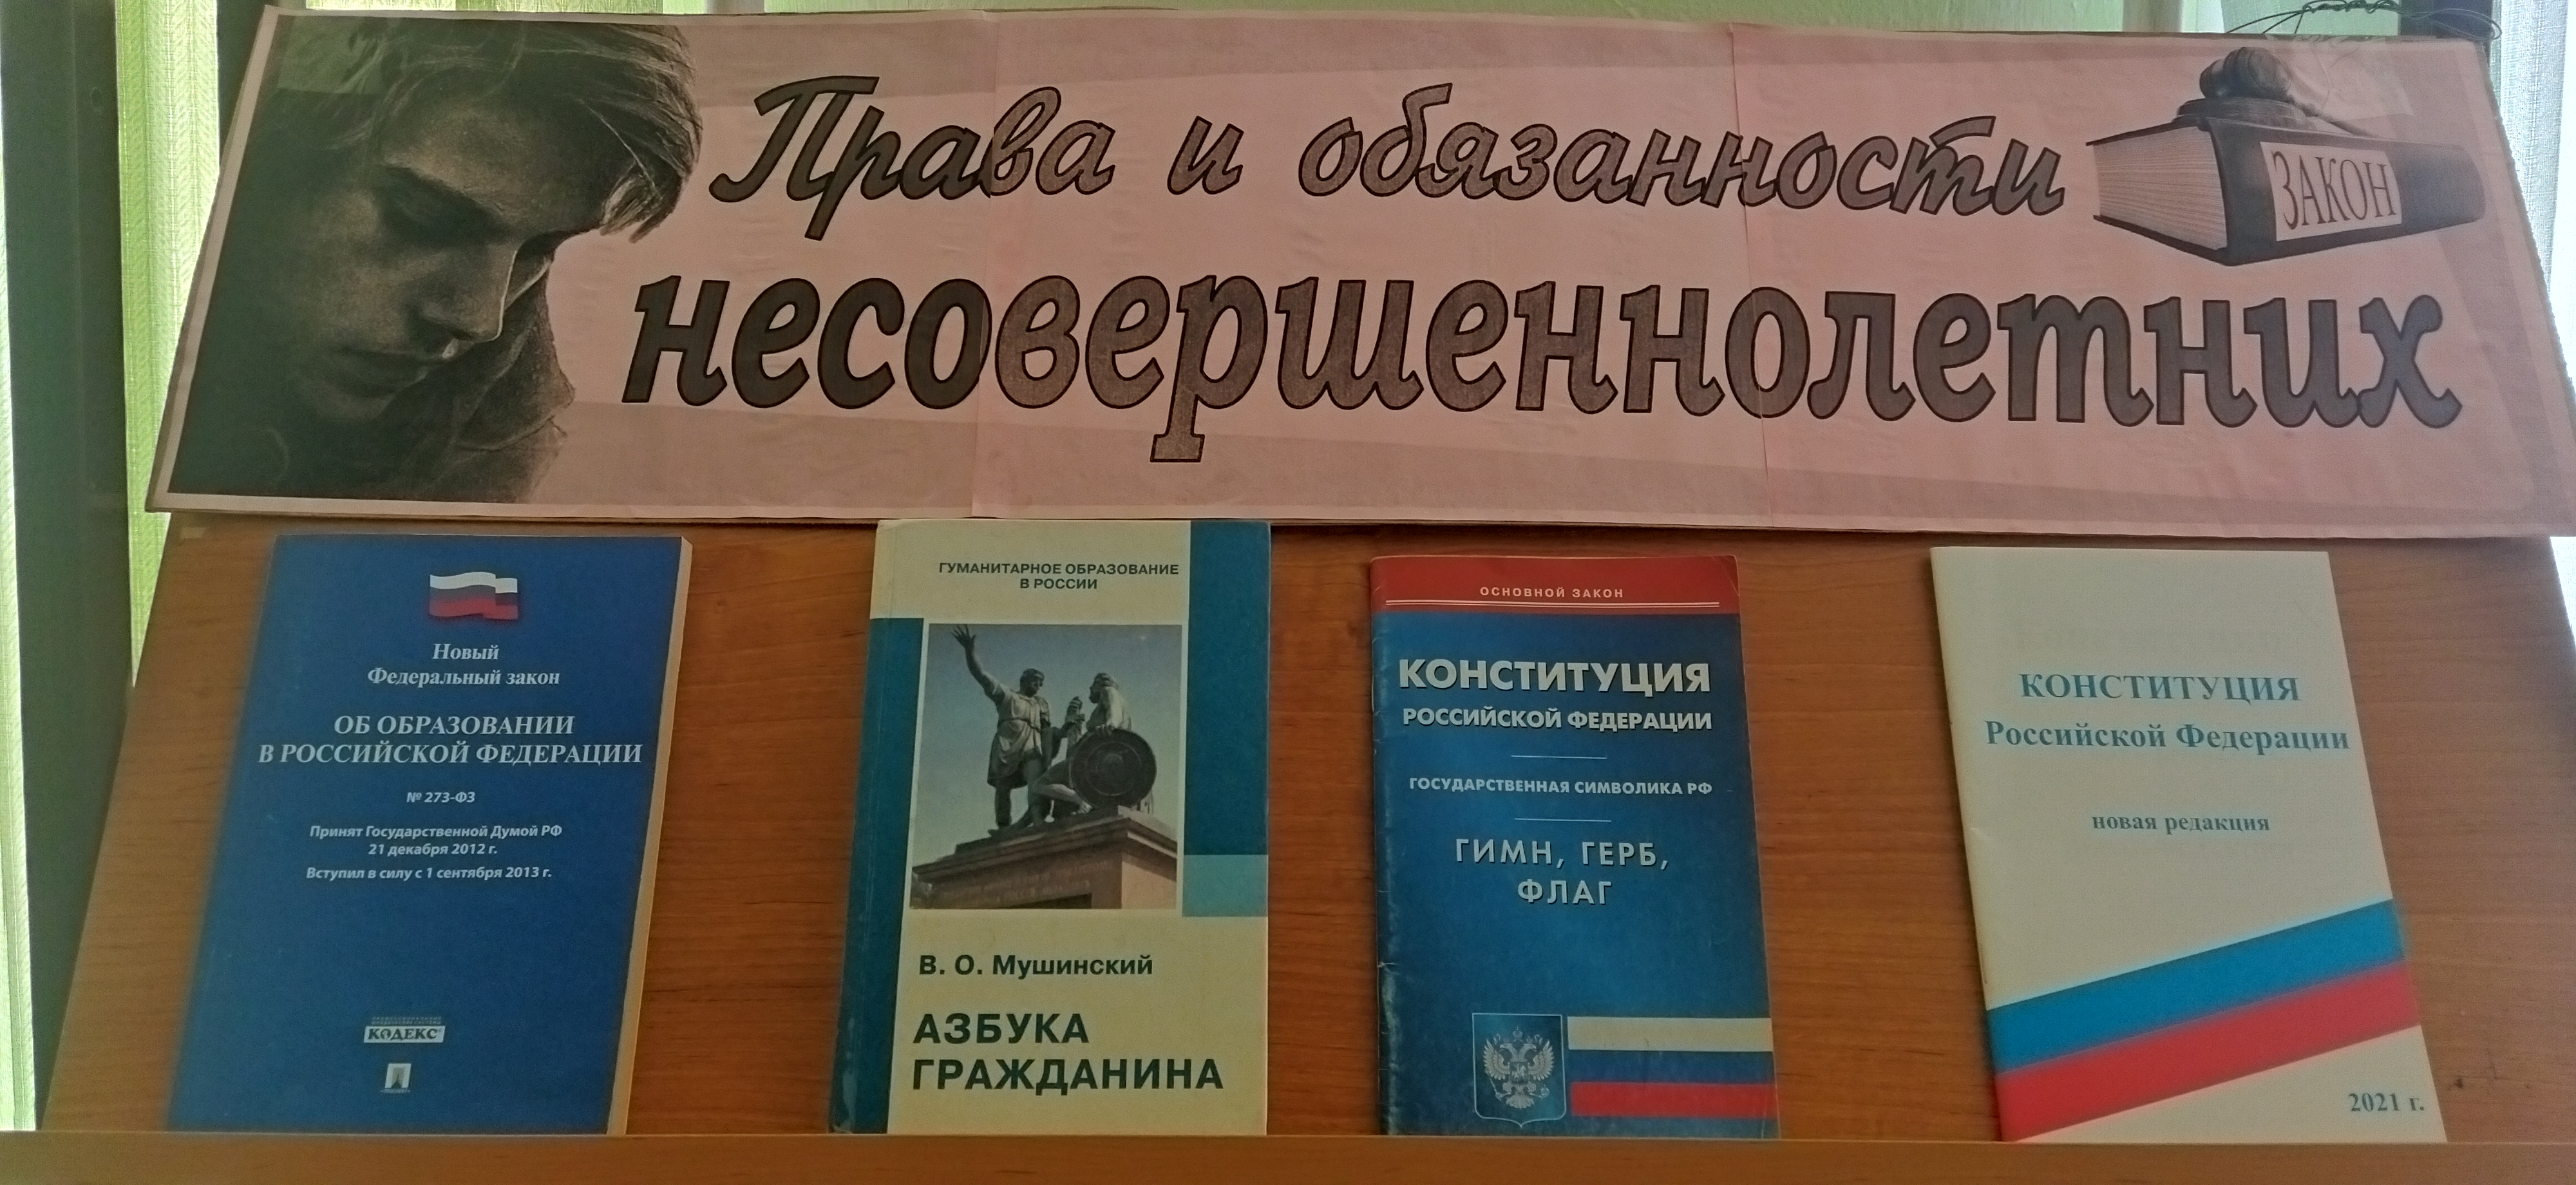 Права и обязанности
несовершеннолетних
ЗАКОН
Новый
Федеральный закон
ОБ ОБРАЗОВАНИИ
В РОССИЙСКОЙ ФЕДЕРАЦИИ
№ 273-ФЗ
Принят Государственной Думой РФ
21 декабря 2012 г.
Вступил в силу с 1 сентября 2013 г.
КОДЕКС
ГУМАНИТАРНОЕ ОБРАЗОВАНИЕ
В РОССИИ
В. О. Мушинский
АЗБУКА
ГРАЖДАНИНА
ОСНОВНОЙ ЗАКОН
КОНСТИТУЦИЯ
РОССИЙСКОЙ ФЕДЕРАЦИИ
ГОСУДАРСТВЕННАЯ СИМВОЛИКА РФ
ГИМН, ГЕРБ,
ФЛАГ
КОНСТИТУЦИЯ
Российской Федерации
новая редакция
2021 г.